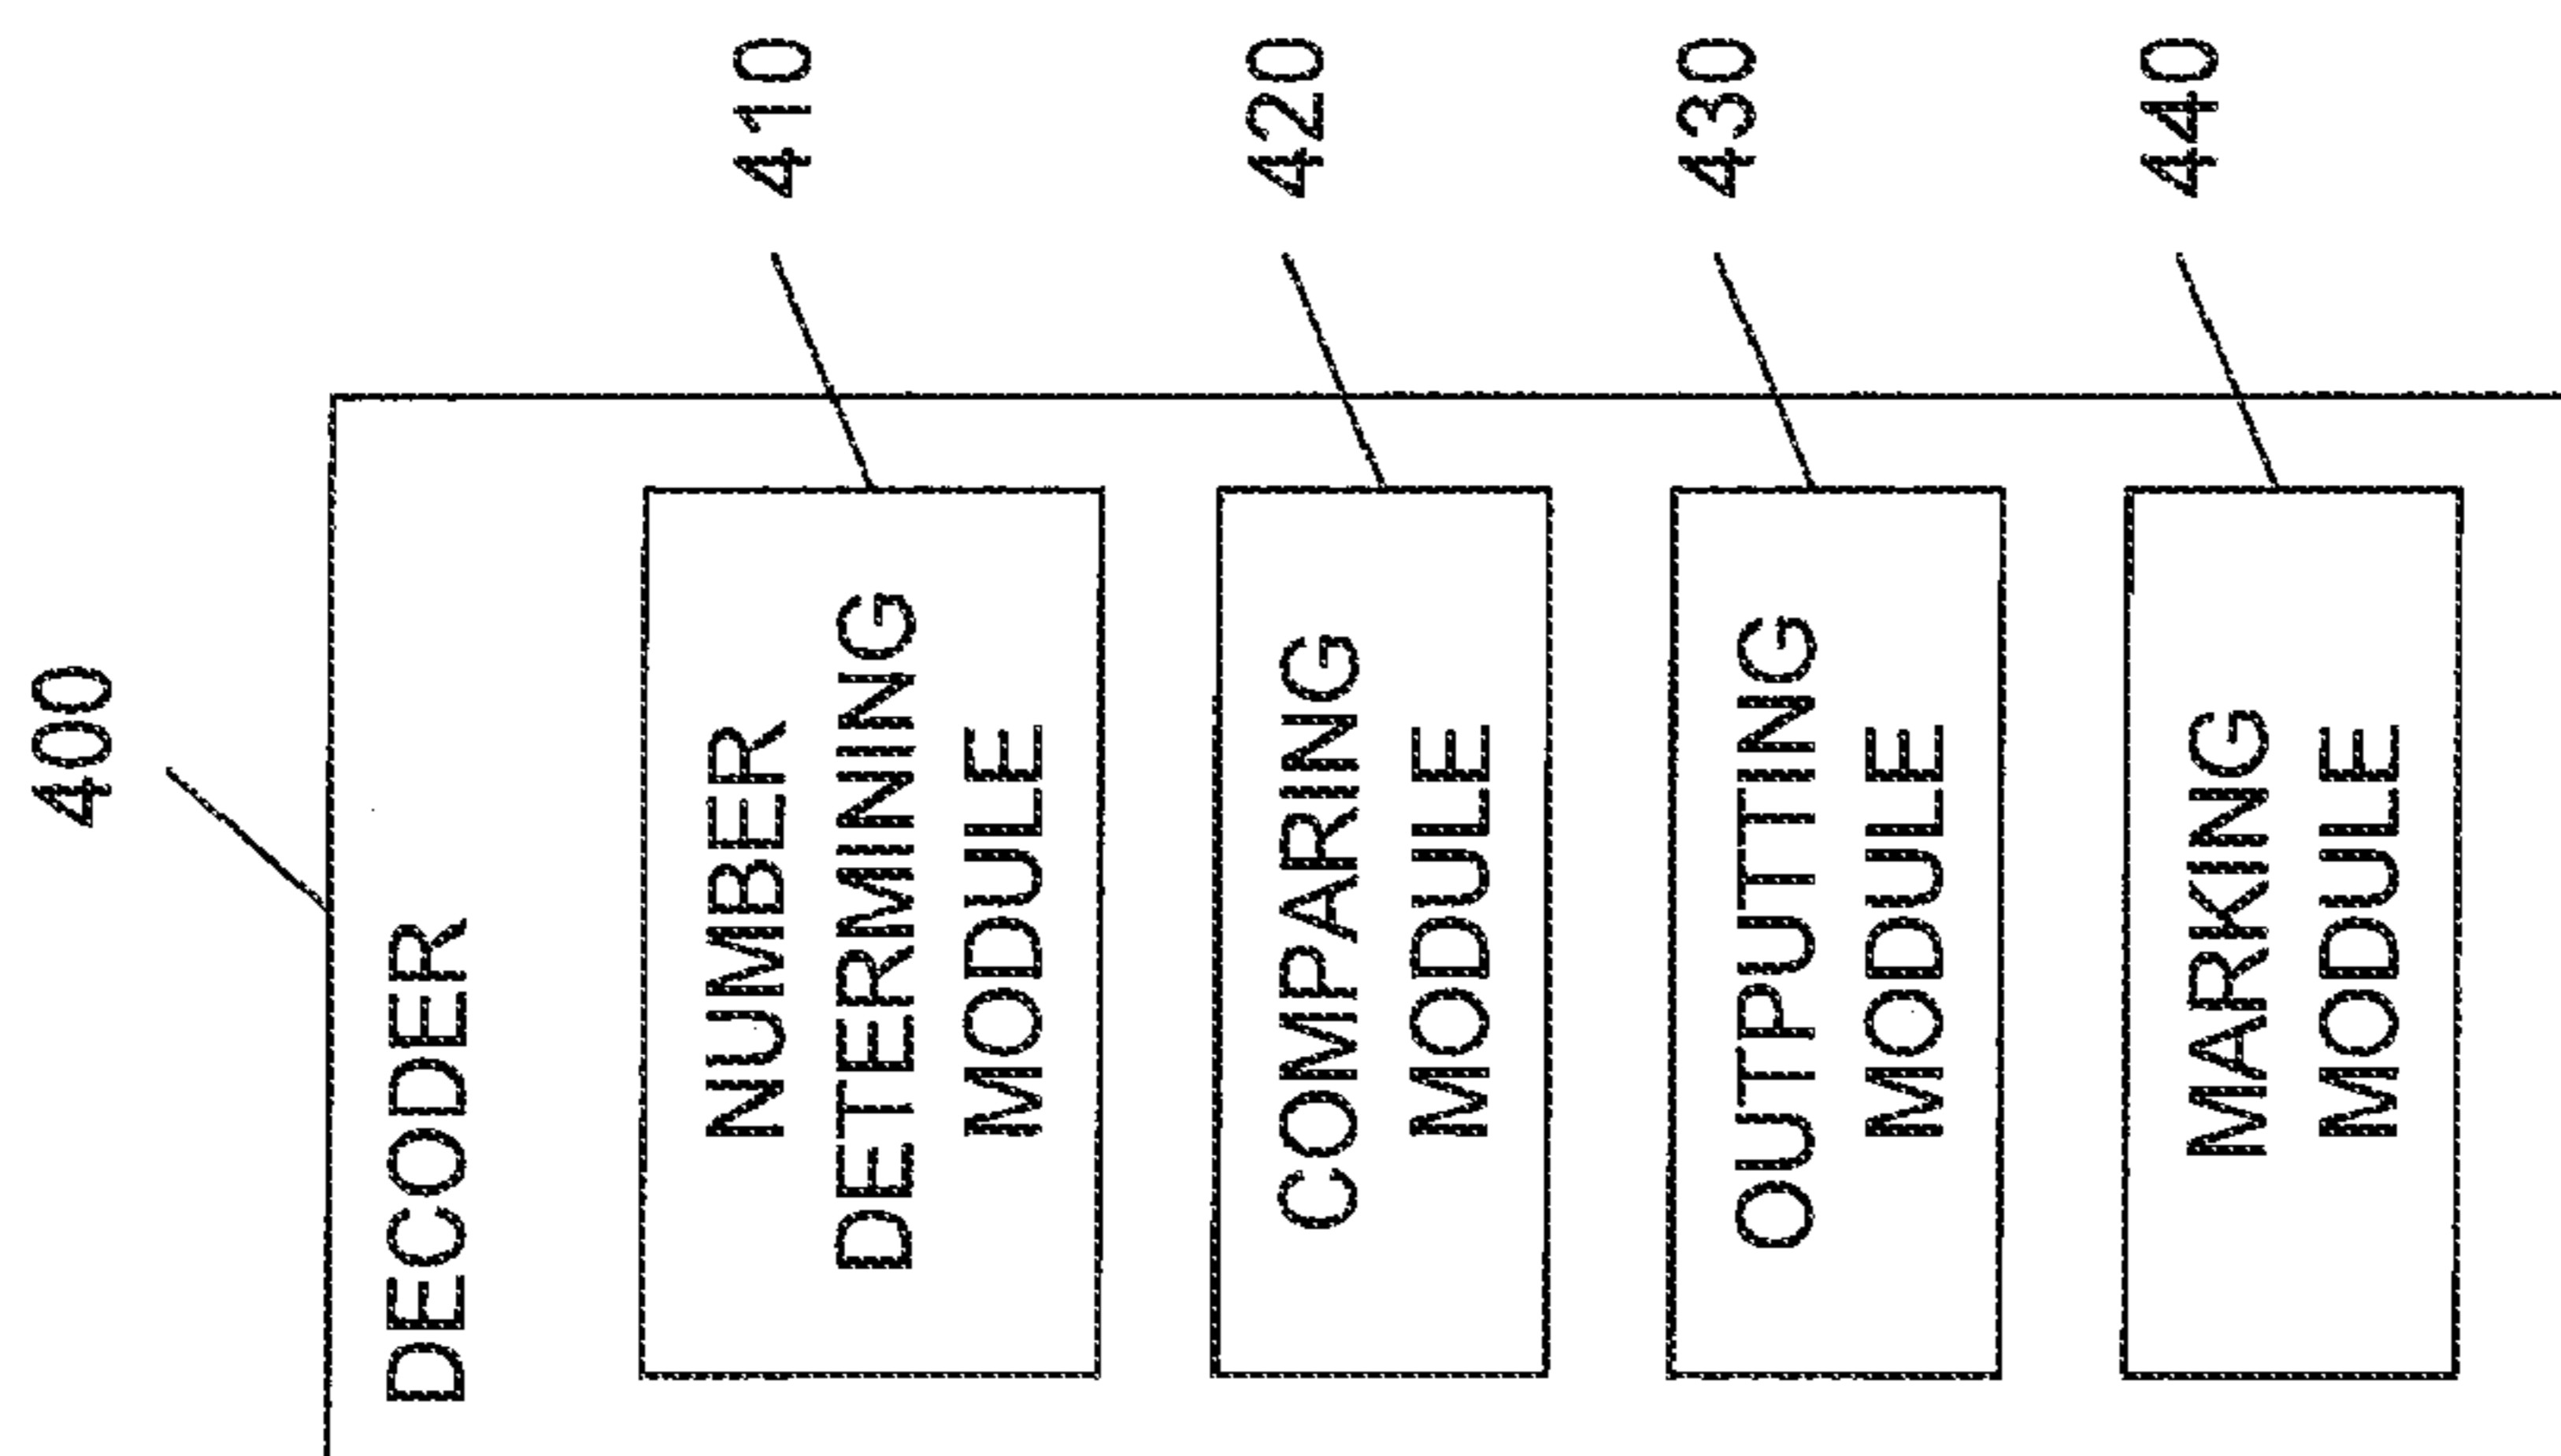 400
DECODER
NUMBER
DETERMINING
MODULE
410
COMPARING
MODULE
420
OUTPUTTING
MODULE
430
MARKING
MODULE
440